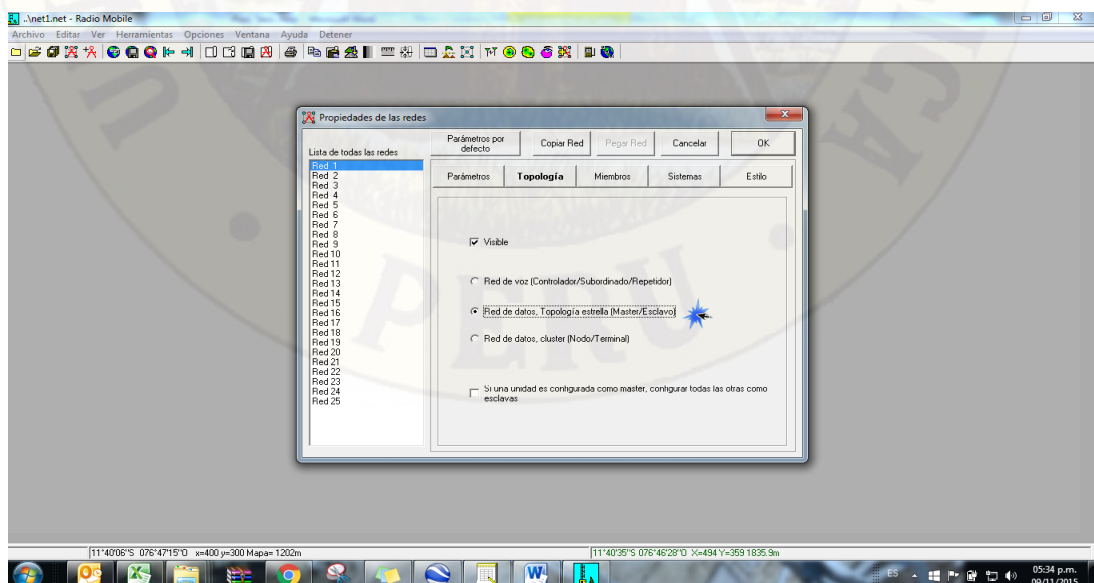 ..\net1.net - Radio Mobile
Archivo Editar Ver Herramientas Opciones Ventana Ayuda Detener
Propiedades de las redes
Lista de todas las redes
Parámetros por defecto
Copiar Red
Pegar Red
Cancelar
OK
Parámetros
Topología
Miembros
Sistemas
Estilo
Red 1
Red 2
Red 3
Red 4
Red 5
Red 6
Red 7
Red 8
Red 9
Red 10
Red 11
Red 12
Red 13
Red 14
Red 15
Red 16
Red 17
Red 18
Red 19
Red 20
Red 21
Red 22
Red 23
Red 24
Red 25
Visible
Red de voz (Controlador/Subordinado/Repetidor)
Red de datos, Topología estrella (Master/Esclavo)
Red de datos, cluster (Nodo/Terminal)
Si una unidad es configurada como master, configurar todas las otras como
esclavas
PERU
11°40'06''S 076°47'15''O x=400 y=300 Mapa= 1202m
11°40'35''S 076°46'28''O X=494 Y=359 1835.9m
ES
05:34 p.m.
09/11/2015